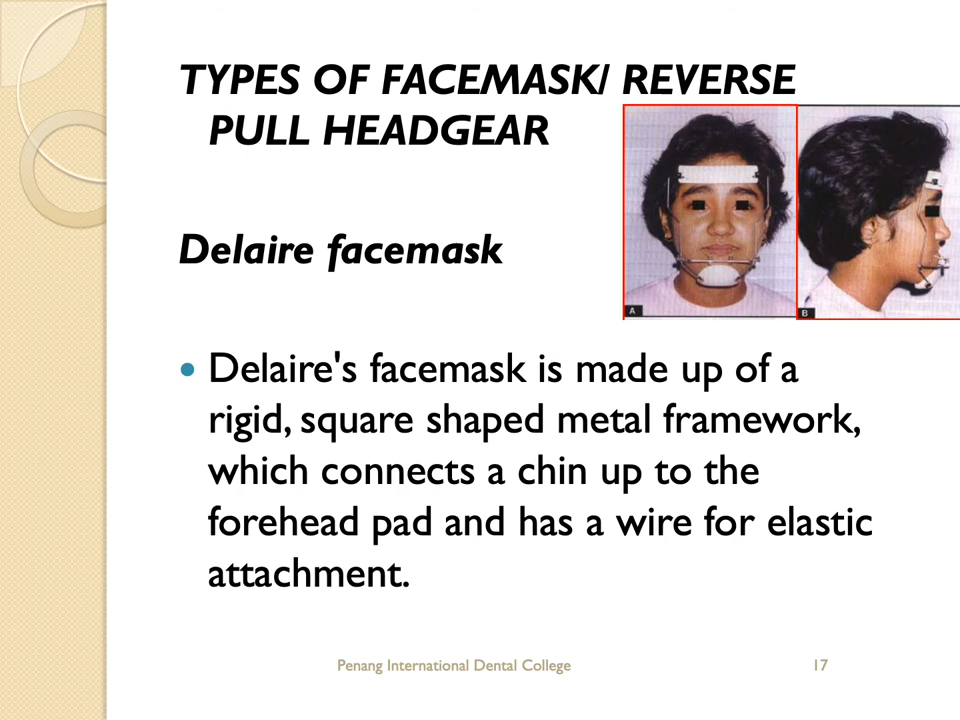 TYPES OF FACEMASK/ REVERSE
PULL HEADGEAR
A
B
Delaire facemask
• Delaire's facemask is made up of a
rigid, square shaped metal framework,
which connects a chin up to the
forehead pad and has a wire for elastic
attachment.
Penang International Dental College
17